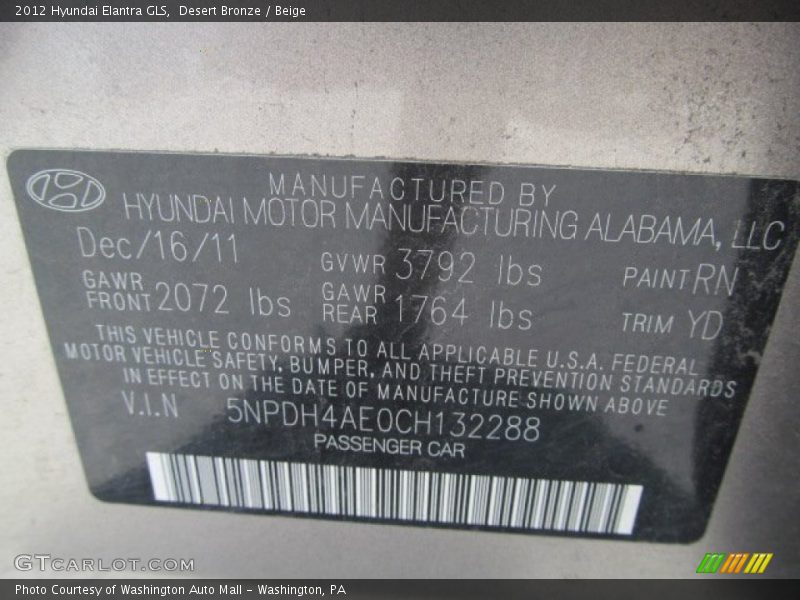 2012 Hyundai Elantra GLS, Desert Bronze / Beige
MANUFACTURED BY
HYUNDAI MOTOR MANUFACTURING ALABAMA, LLC
Dec/16/11 GVWR 3792 lbs PAINT RN
GAWR FRONT 2072 lbs GAWR REAR 1764 lbs TRIM YD
THIS VEHICLE CONFORMS TO ALL APPLICABLE U.S.A. FEDERAL
MOTOR VEHICLE SAFETY, BUMPER, AND THEFT PREVENTION STANDARDS
IN EFFECT ON THE DATE OF MANUFACTURE SHOWN ABOVE
V.I.N 5NPDH4AE0CH132288
PASSENGER CAR
GTCARLOT.COM
Photo Courtesy of Washington Auto Mall - Washington, PA